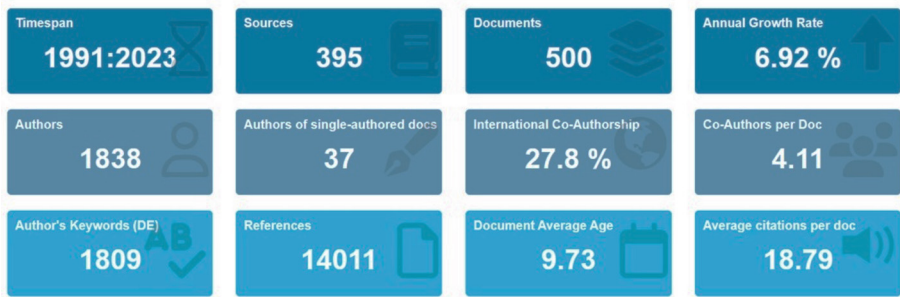 Timespan
1991:2023
Sources
395
Documents
500
Annual Growth Rate
6.92 %
Authors
1838
Authors of single-authored docs
37
International Co-Authorship
27.8 %
Co-Authors per Doc
4.11
Author's Keywords (DE)
1809
AB
References
14011
Document Average Age
9.73
Average citations per doc
18.79